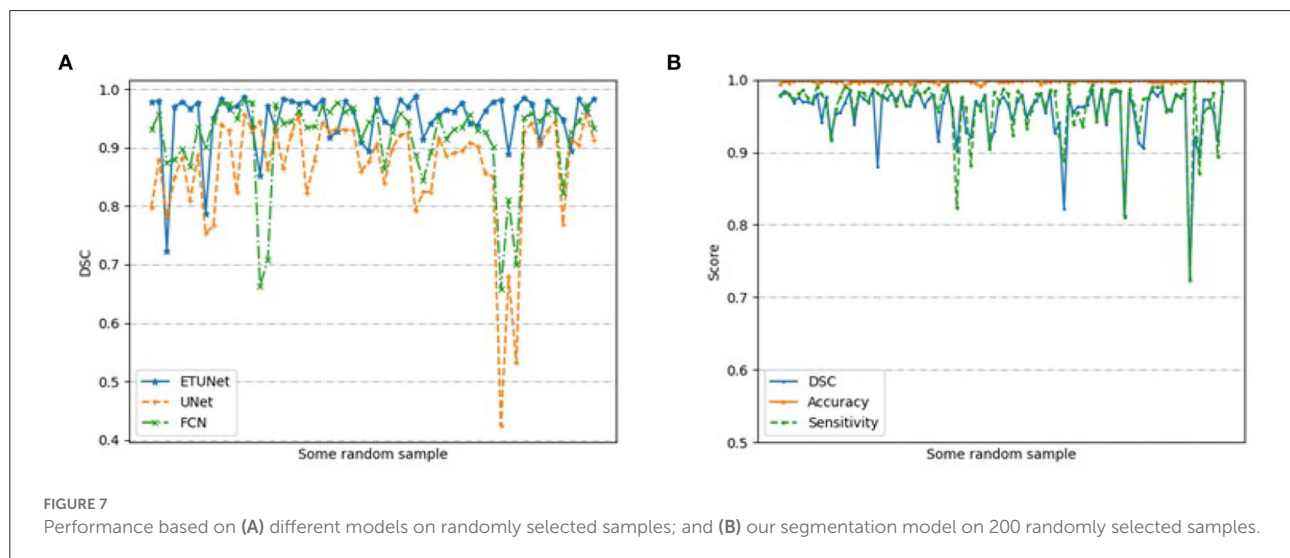 A
1.0
0.9
0.8
0.7
0.6
0.5
0.4
DSC
ETUNet
UNet
FCN
Some random sample
B
1.0
0.9
0.8
0.7
0.6
0.5
Score
DSC
Accuracy
Sensitivity
Some random sample
FIGURE 7
Performance based on (A) different models on randomly selected samples; and (B) our segmentation model on 200 randomly selected samples.